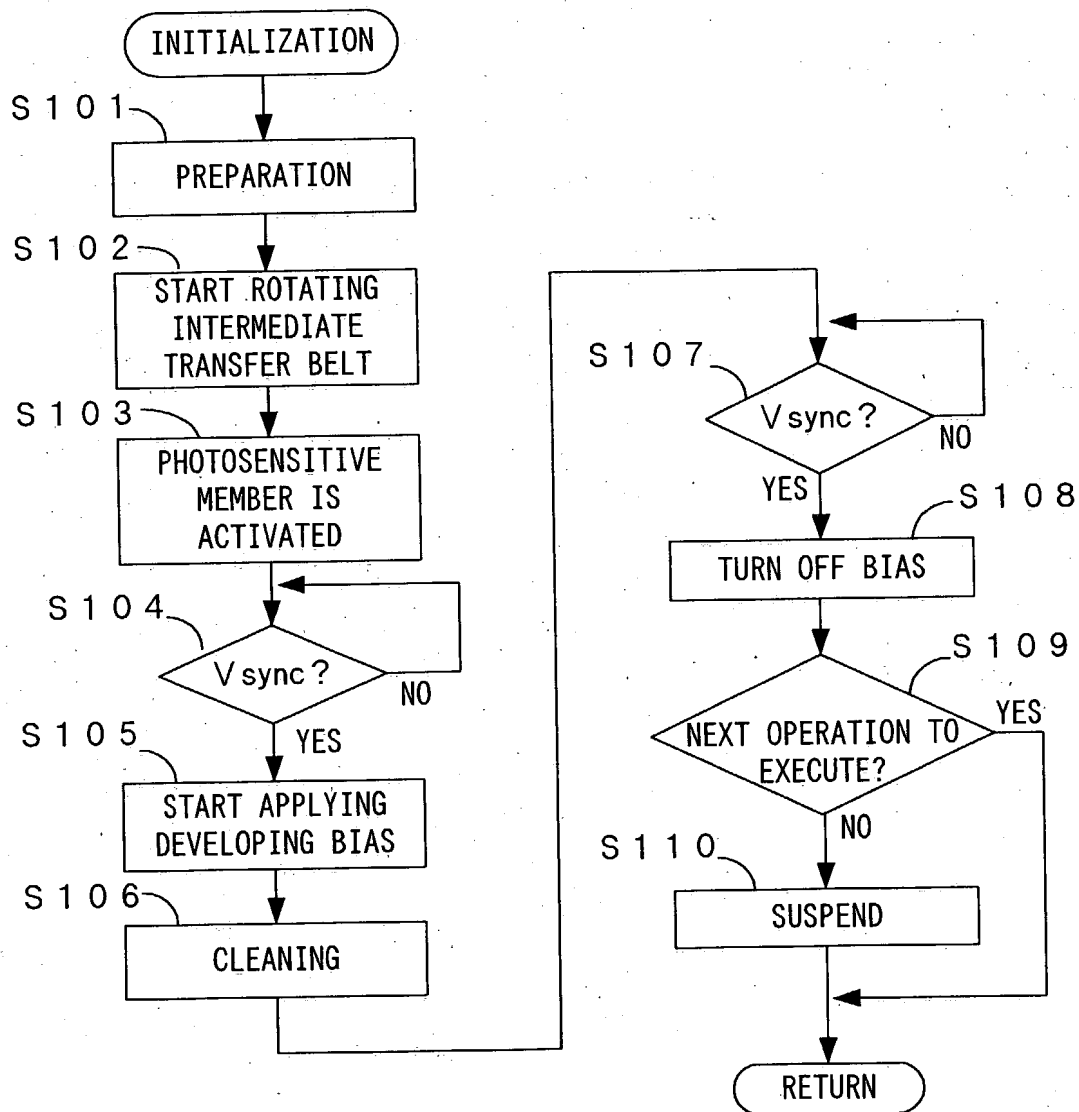 INITIALIZATION
S101
PREPARATION
S102
START ROTATING
INTERMEDIATE
TRANSFER BELT
S103
PHOTOSENSITIVE
MEMBER IS
ACTIVATED
S104
Vsync?
NO
YES
S105
START APPLYING
DEVELOPING BIAS
S106
CLEANING
S107
Vsync?
NO
YES
S108
TURN OFF BIAS
S109
NEXT OPERATION TO
EXECUTE?
YES
NO
S110
SUSPEND
RETURN